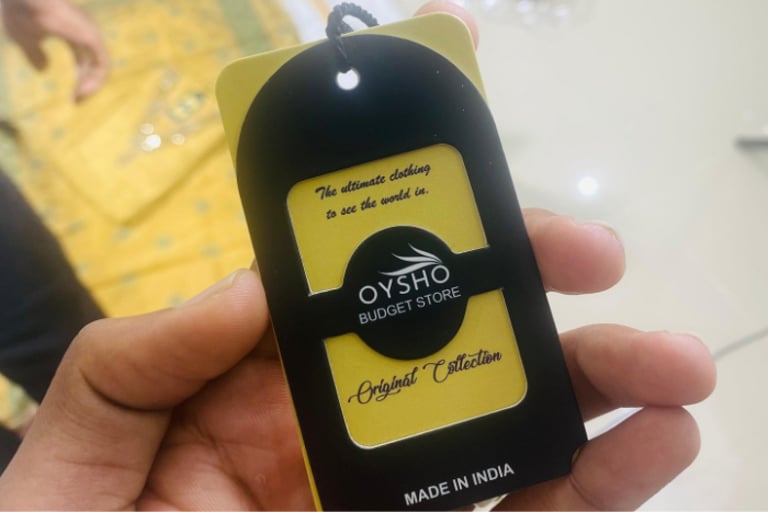 The ultimate clothing
to see the world in.
OYSHO
BUDGET STORE
Original Collection
MADE IN INDIA